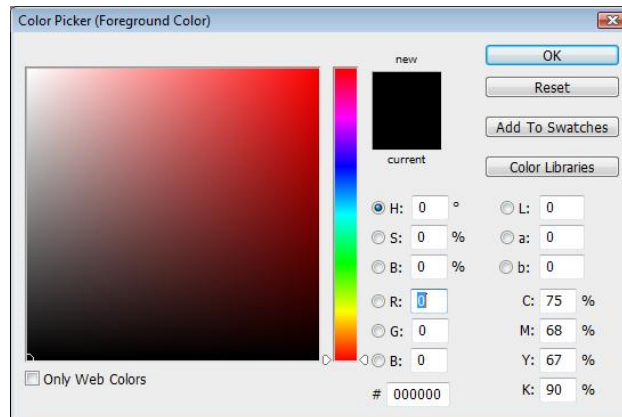 Color Picker (Foreground Color)
new
current
OK
Reset
Add To Swatches
Color Libraries
H: 0 °
S: 0 %
B: 0 %
R: 0
G: 0
B: 0
# 000000
L: 0
a: 0
b: 0
C: 75 %
M: 68 %
Y: 67 %
K: 90 %
Only Web Colors